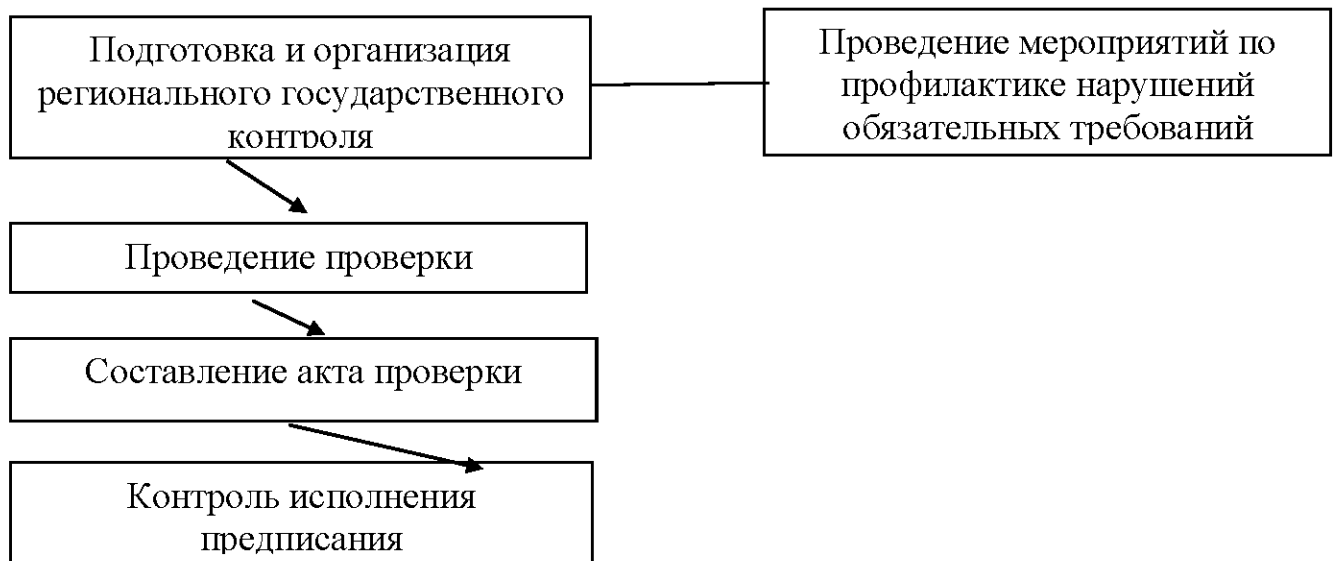 Подготовка и организация
регионального государственного
контроля
Проведение мероприятий по
профилактике нарушений
обязательных требований
Проведение проверки
Составление акта проверки
Контроль исполнения
предписания